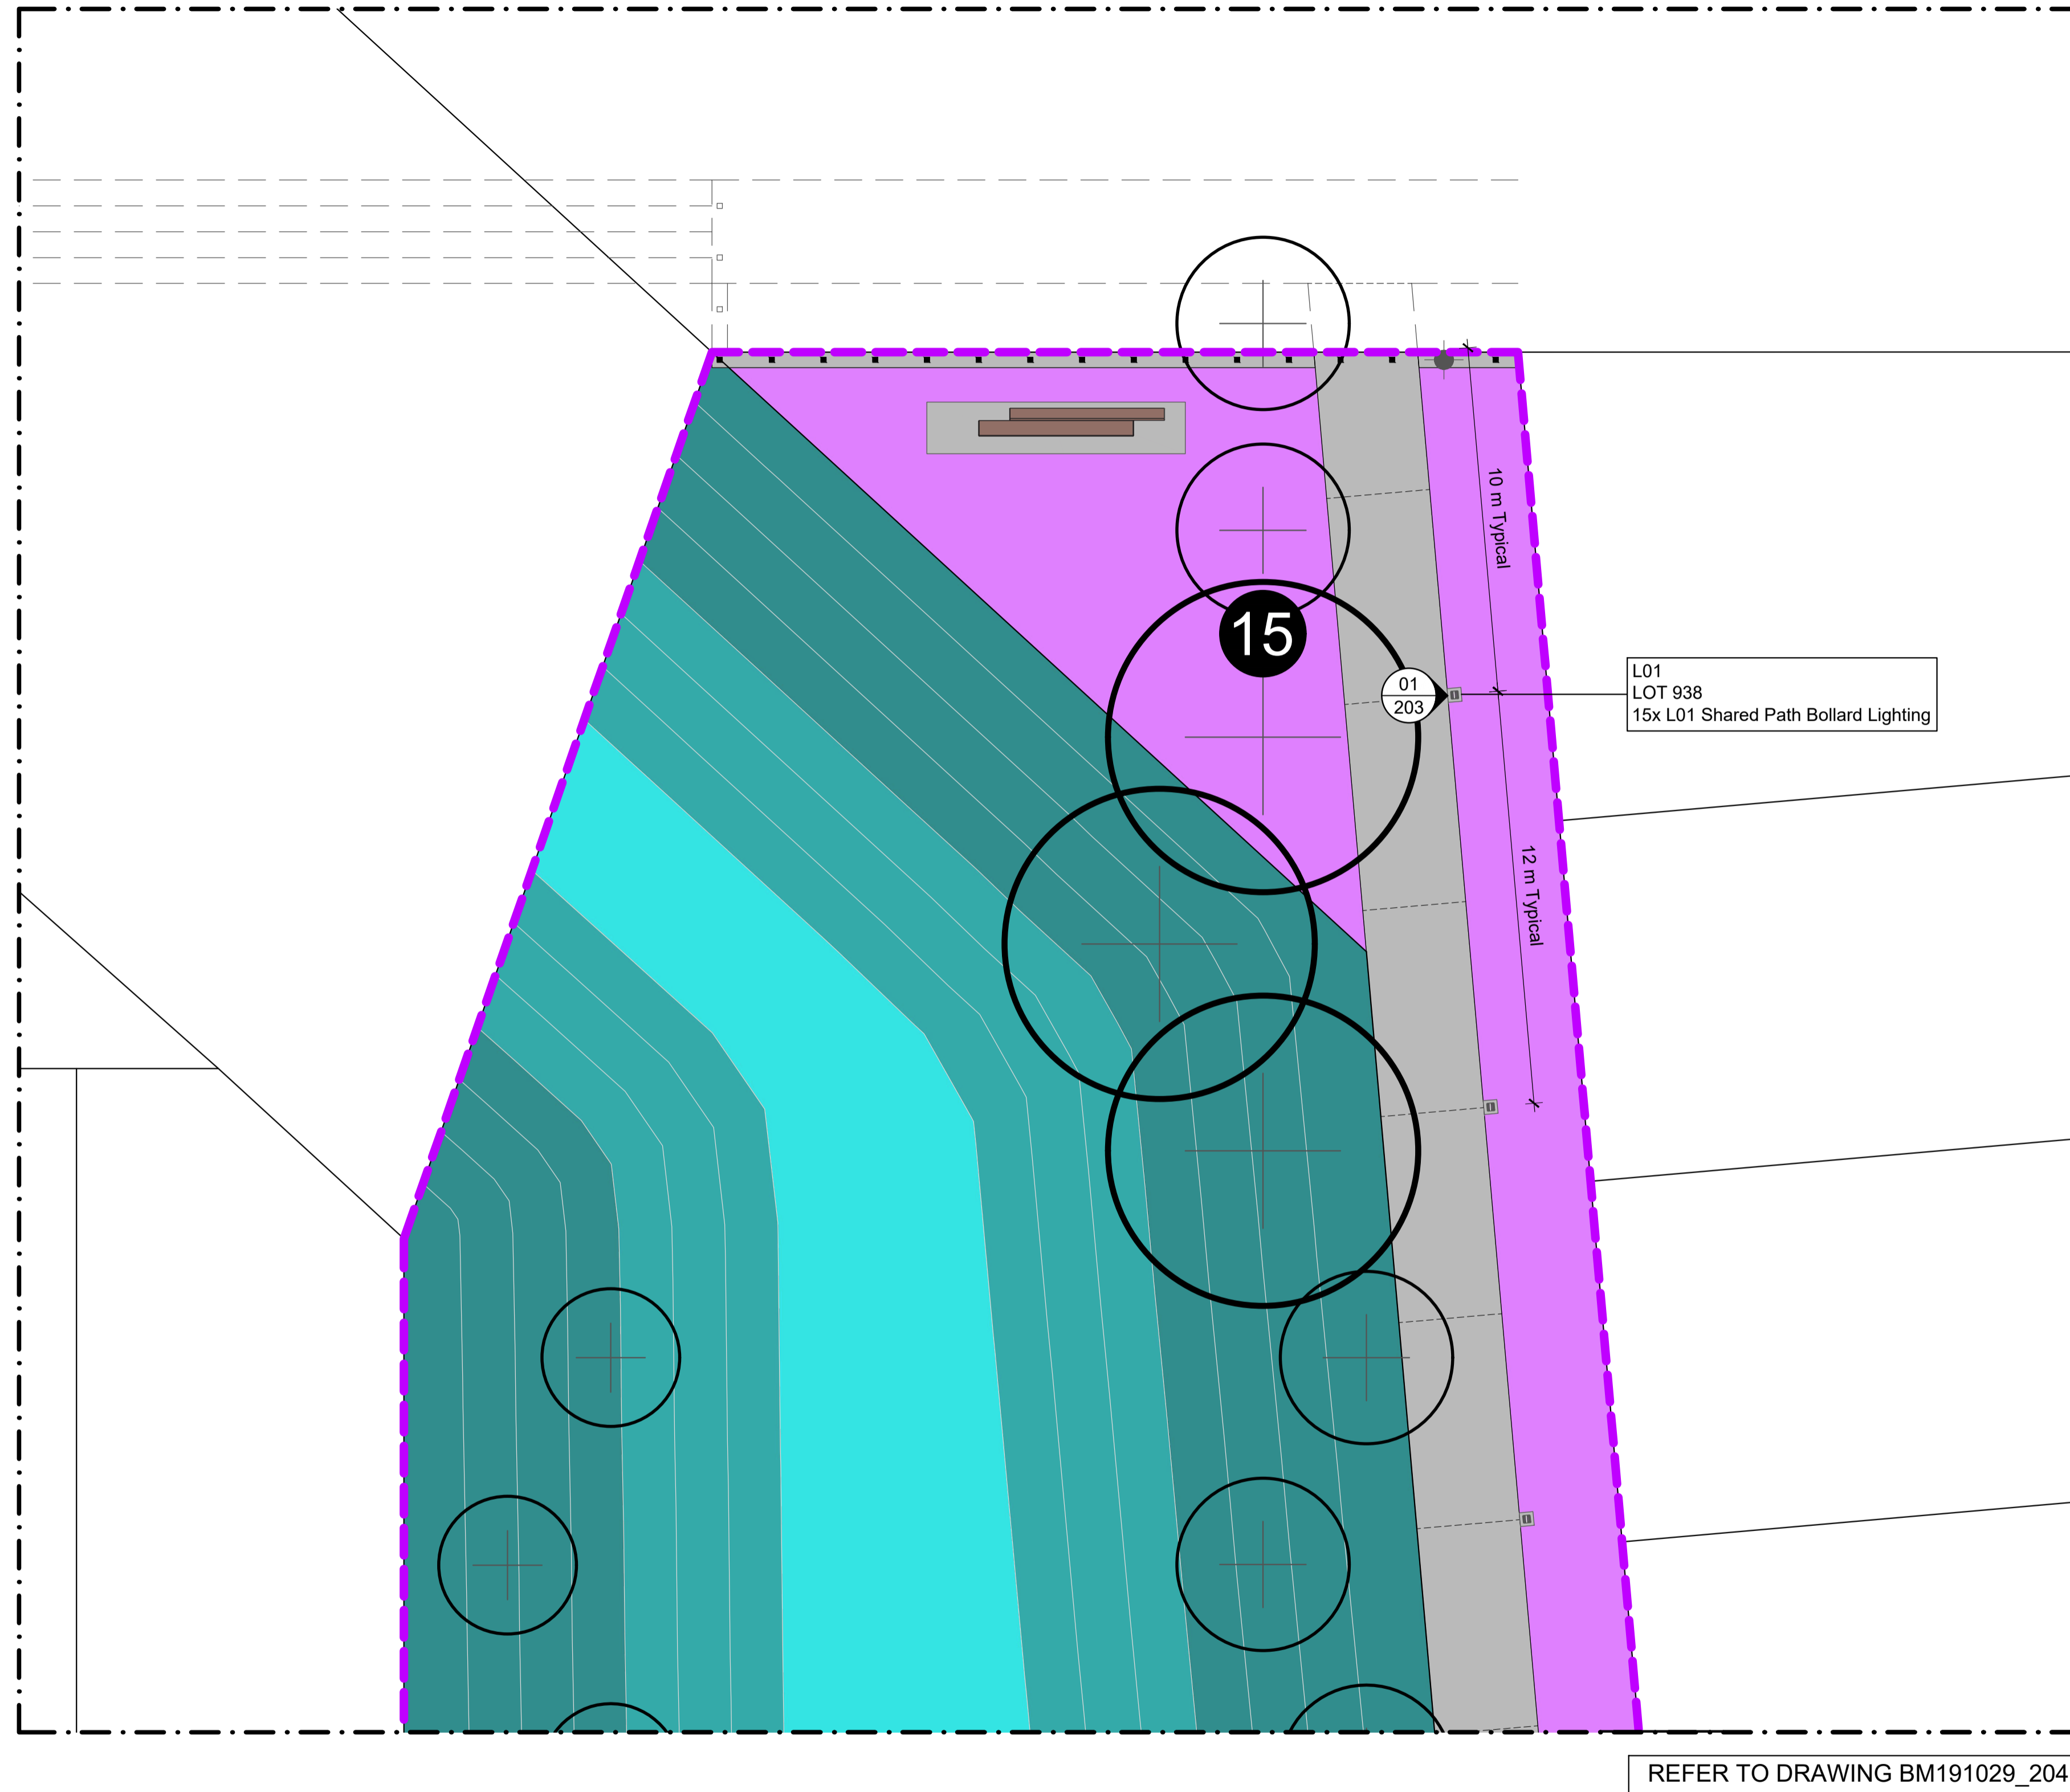 10 m Typical
15
L01
LOT 938
15x L01 Shared Path Bollard Lighting
01
203
12 m Typical
REFER TO DRAWING BM191029_204